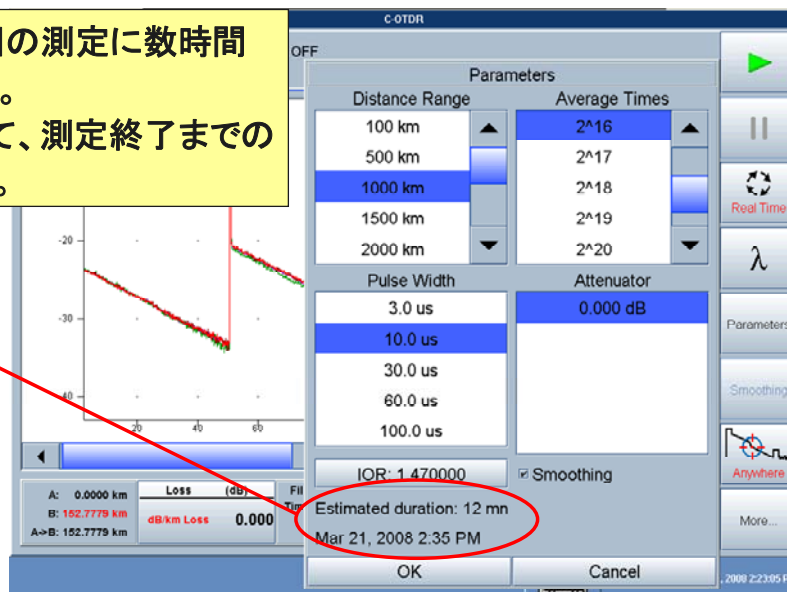 C-OTDR
の測定に数時間
。
て、測定終了までの
。
OFF
Parameters
Distance Range
Average Times
100 km
500 km
1000 km
1500 km
2000 km
2^16
2^17
2^18
2^19
2^20
Pulse Width
Attenuator
3.0 us
10.0 us
30.0 us
60.0 us
100.0 us
0.000 dB
IOR: 1.470000
Smoothing
Estimated duration: 12 mn
Mar 21, 2008 2:35 PM
OK
Cancel
-20
-30
-40
20
40
60
A: 0.0000 km
B: 152.7779 km
A->B: 152.7779 km
Loss (dB)
dB/km Loss 0.000
Real Time
λ
Parameters
Smoothing
Anywhere
More...
, 2008 2:23:05 P